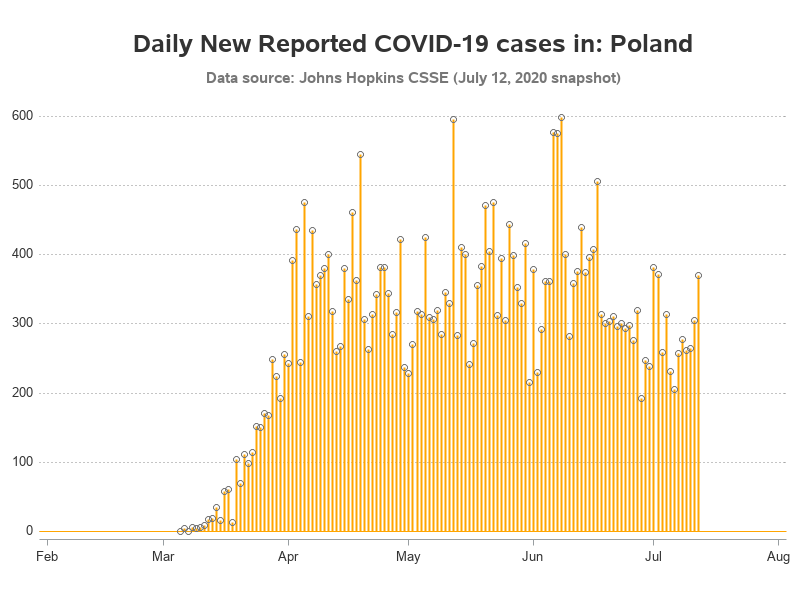 Daily New Reported COVID-19 cases in: Poland
Data source: Johns Hopkins CSSE (July 12, 2020 snapshot)
600
500
400
300
200
100
0
Feb Mar Apr May Jun Jul Aug